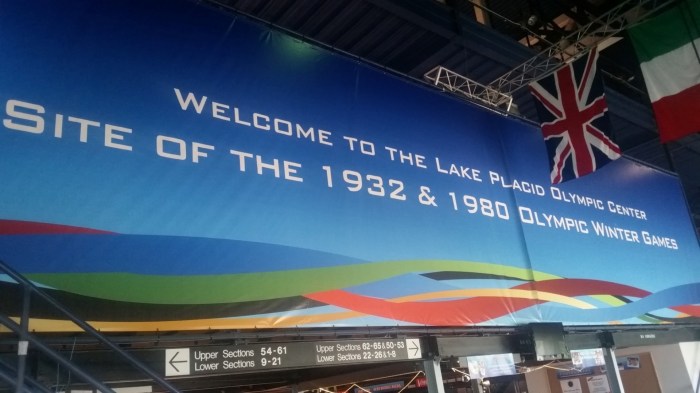 Welcome to the Lake Placid Olympic Center
Site of the 1932 & 1980 Olympic Winter Games
Upper Sections 54-61
Lower Sections 9-21
Upper Sections 62-65 & 50-53
Lower Sections 22-26 & 1-8